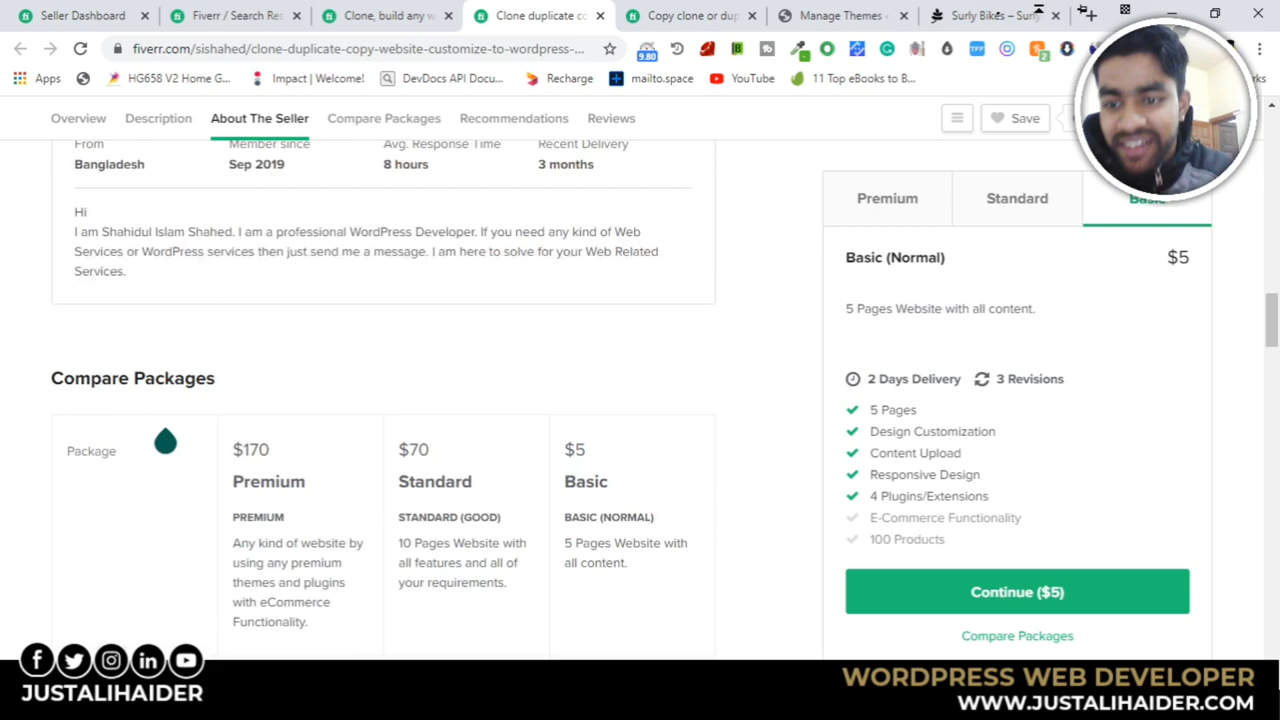 Seller Dashboard
Fiverr / Search Res
Clone, build any w
Clone duplicate co
Copy clone or du
Manage Themes
Surly Bikes – Surly
fiverr.com/sishahed/clone-duplicate-copy-website-customize-to-wordpress-...
9.80
2
Apps
HG658 V2 Home G...
Impact | Welcome!
DevDocs API Docu...
Recharge
mailto.space
YouTube
11 Top eBooks to B...
Overview
Description
About The Seller
Compare Packages
Recommendations
Reviews
Save
From
Member since
Avg. Response Time
Recent Delivery
Bangladesh
Sep 2019
8 hours
3 months
Hi
I am Shahidul Islam Shahed. I am a professional WordPress Developer. If you need any kind of Web
Services or WordPress services then just send me a message. I am here to solve for your Web Related
Services.
Premium
Standard
Basic
Basic (Normal)
$5
5 Pages Website with all content.
2 Days Delivery
3 Revisions
5 Pages
Design Customization
Content Upload
Responsive Design
4 Plugins/Extensions
E-Commerce Functionality
100 Products
Continue ($5)
Compare Packages
Compare Packages
Package
$170
Premium
PREMIUM
Any kind of website by
using any premium
themes and plugins
with eCommerce
Functionality.
$70
Standard
STANDARD (GOOD)
10 Pages Website with
all features and all of
your requirements.
$5
Basic
BASIC (NORMAL)
5 Pages Website with
all content.
JUSTALIHAIDER
WORDPRESS WEB DEVELOPER
WWW.JUSTALIHAIDER.COM